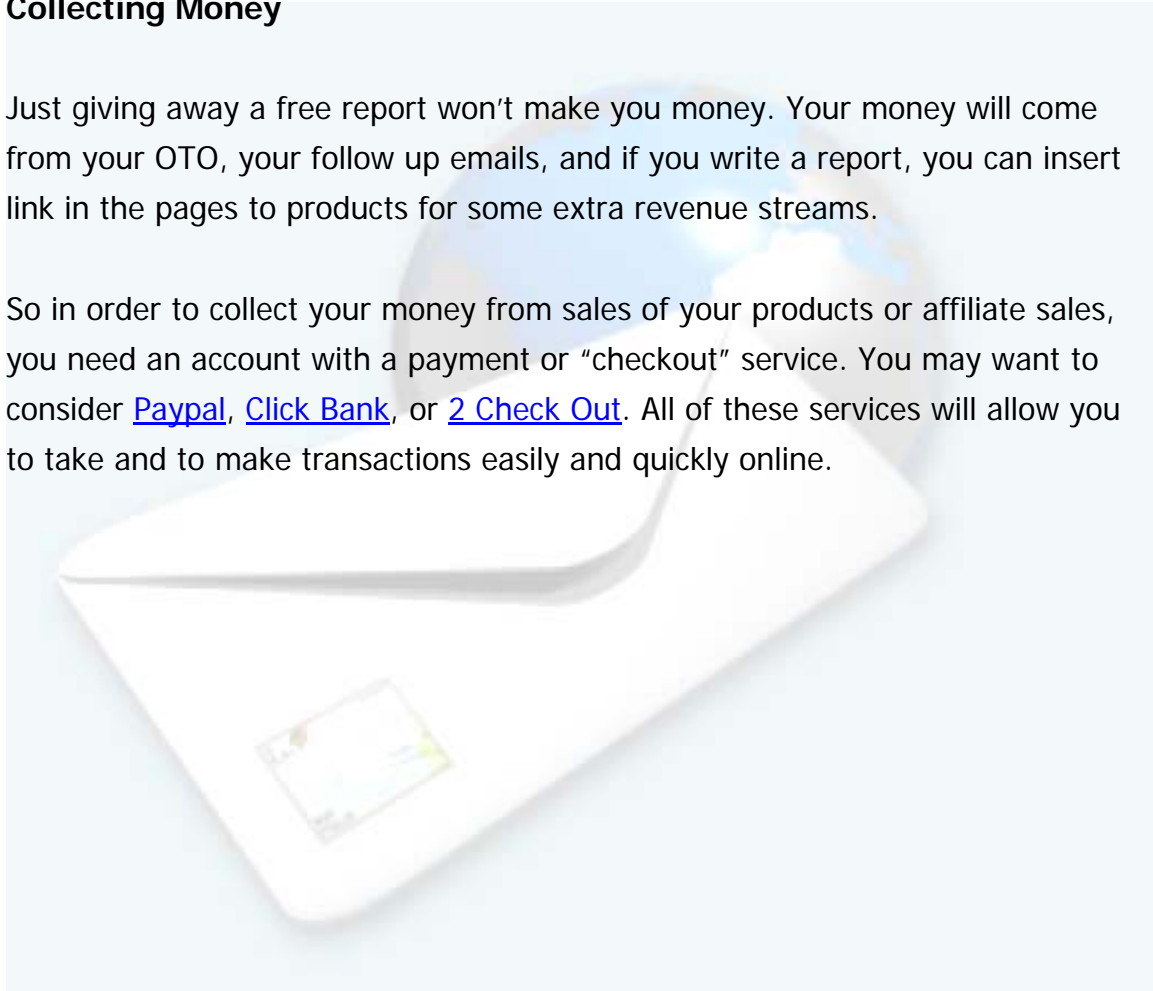 Collecting Money
Just giving away a free report won't make you money. Your money will come
from your OTO, your follow up emails, and if you write a report, you can insert
link in the pages to products for some extra revenue streams.
So in order to collect your money from sales of your products or affiliate sales,
you need an account with a payment or “checkout” service. You may want to
consider Paypal, Click Bank, or 2 Check Out. All of these services will allow you
to take and to make transactions easily and quickly online.